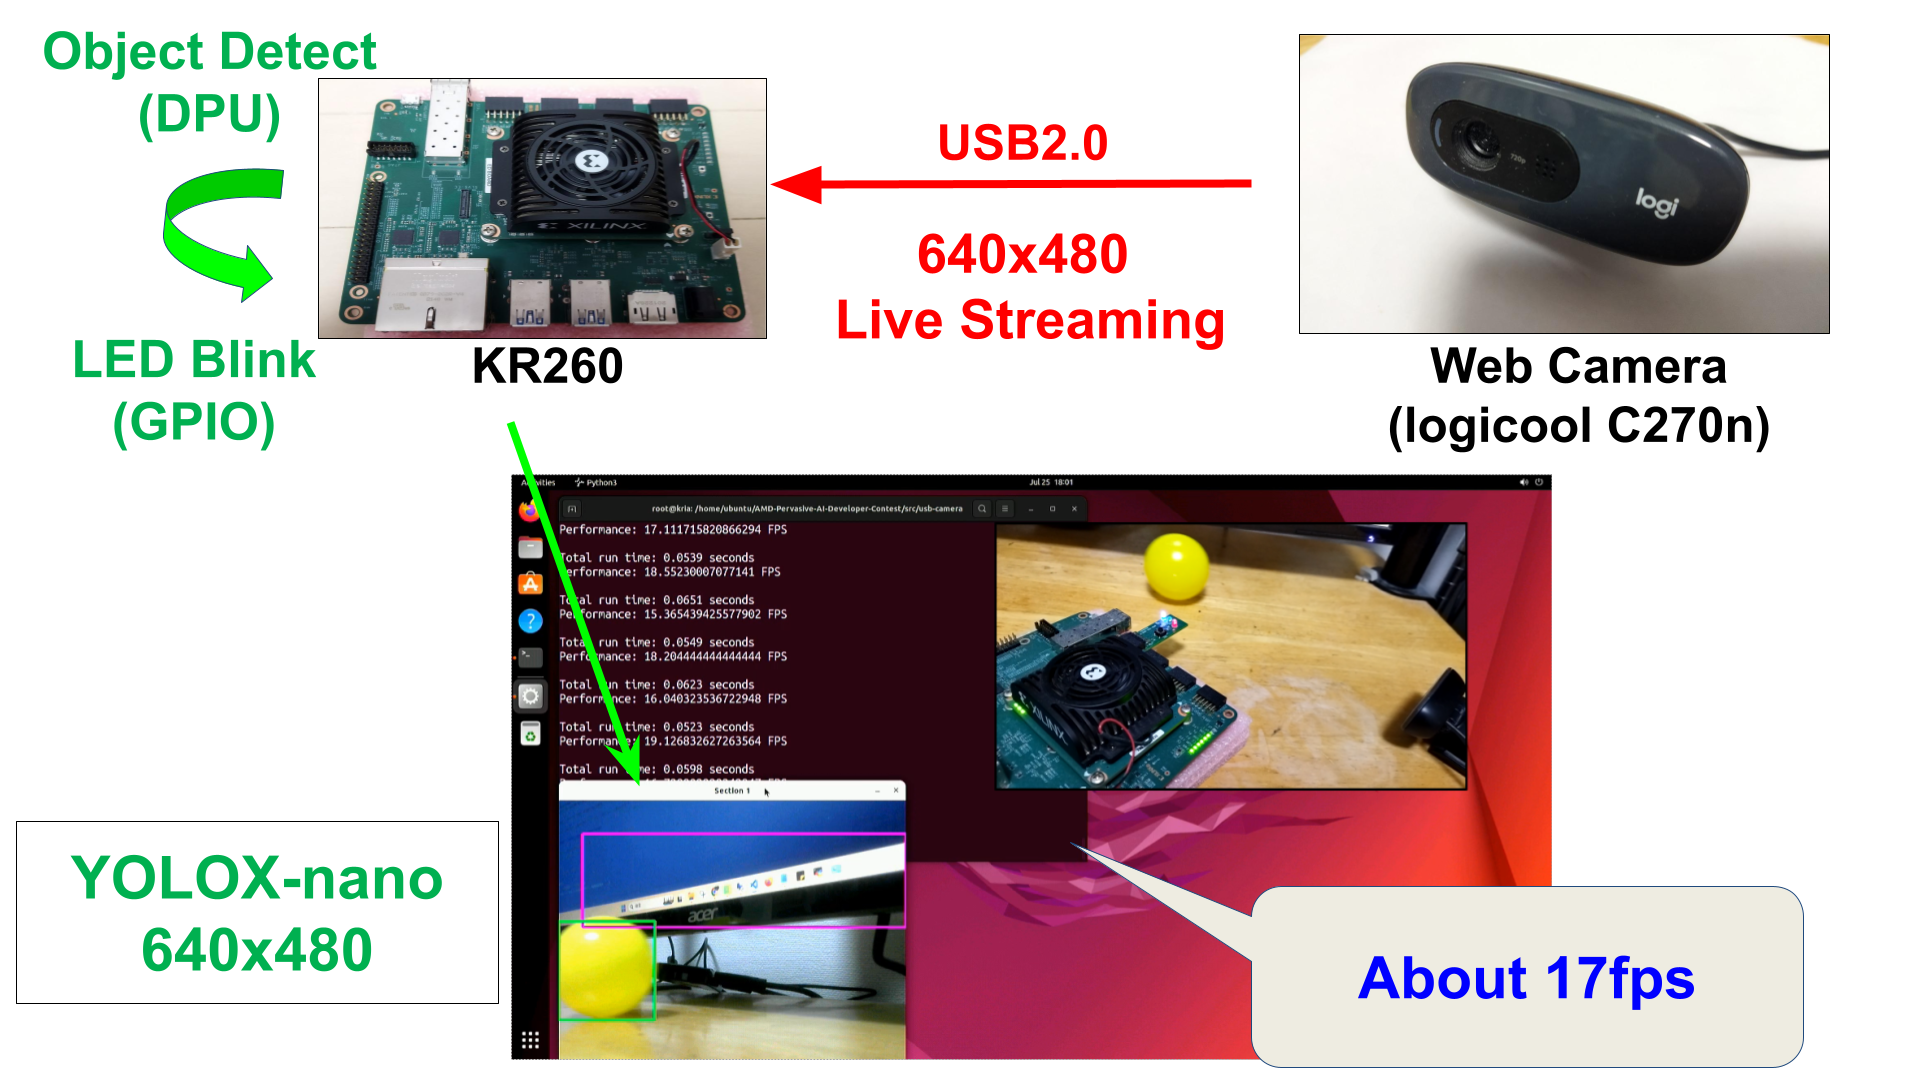 Object Detect
(DPU)
LED Blink
(GPIO)
XILINX
KR260
USB2.0
640x480
Live Streaming
720p
logi
Web Camera
(logicool C270n)
Activities
Python3
Jul 25 18:01
root@kria: /home/ubuntu/AMD-Pervasive-AI-Developer-Contest/src/usb-camera
Performance: 17.111715820866294 FPS
Total run time: 0.0539 seconds
Performance: 18.55230007077141 FPS
Total run time: 0.0651 seconds
Performance: 15.365439425577902 FPS
Total run time: 0.0549 seconds
Performance: 18.204444444444444 FPS
Total run time: 0.0623 seconds
Performance: 16.040323536722948 FPS
Total run time: 0.0523 seconds
Performance: 19.126832627263564 FPS
Total run time: 0.0598 seconds
XILINX
Section 1
acer
YOLOX-nano
640x480
About 17fps